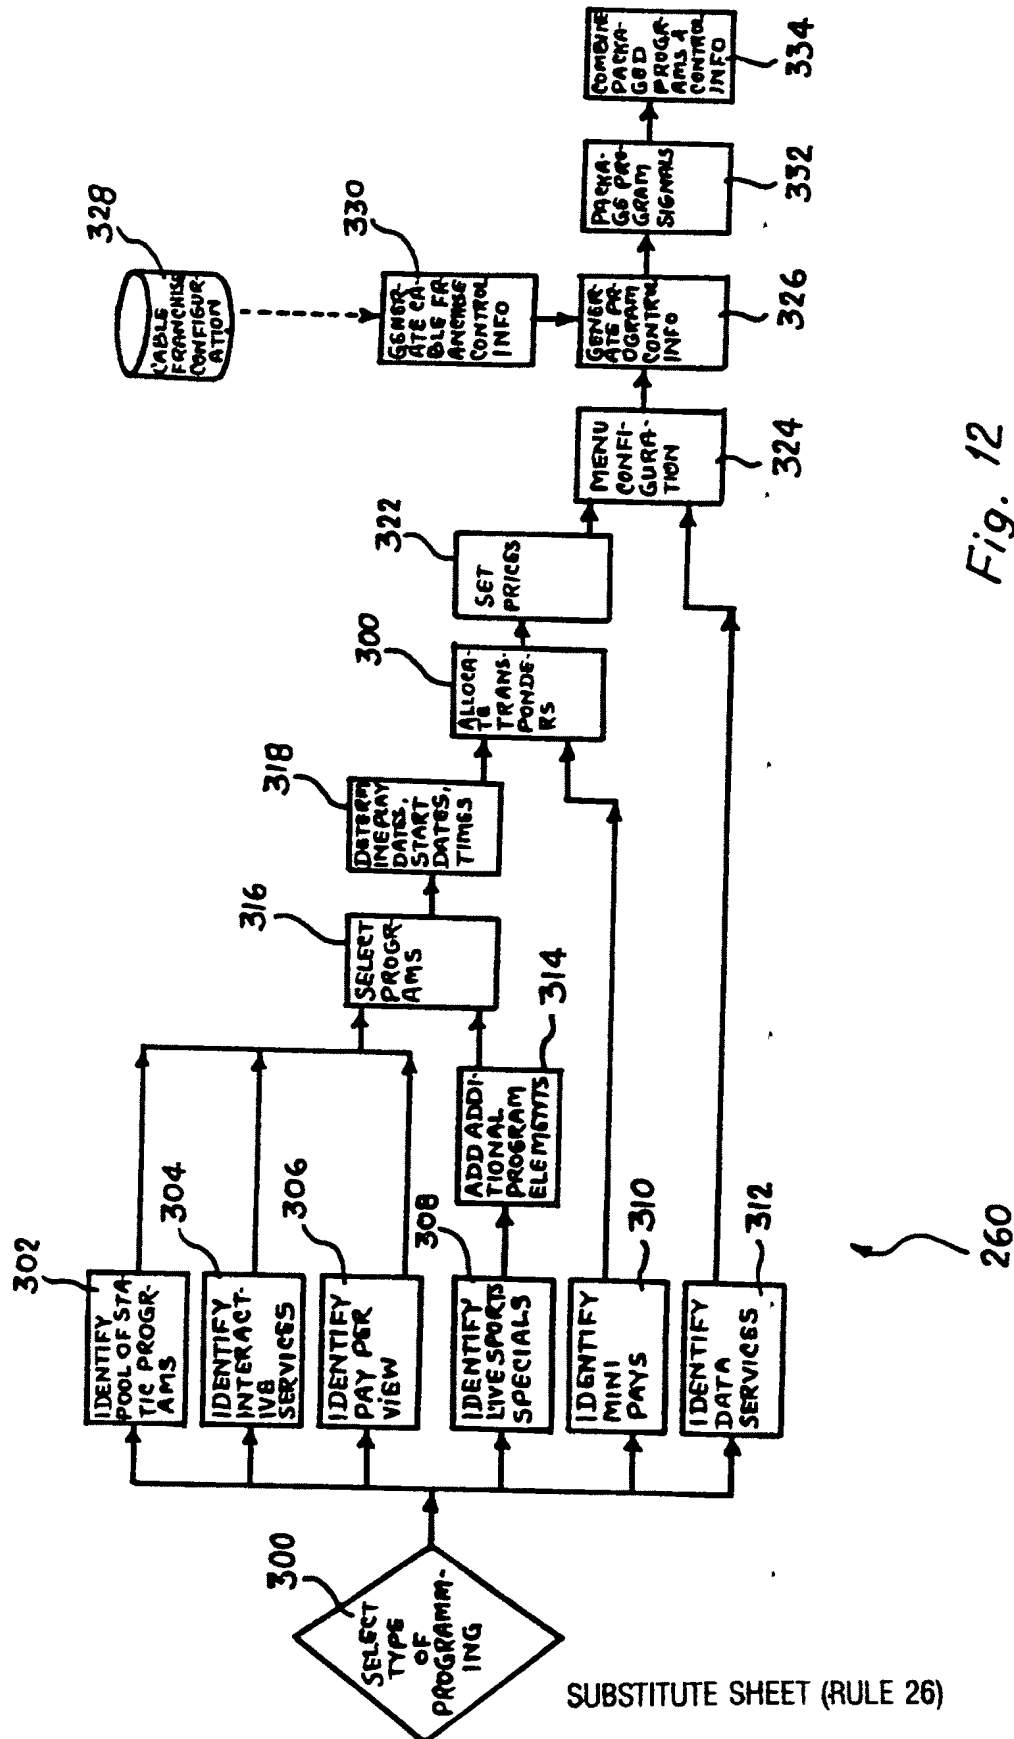 300
SELECT
TYPE
OF
PROGRAMM-
ING
302
IDENTIFY
POOL OF STA-
TIC PROGR-
AMS
304
IDENTIFY
INTERACT-
IVE
SERVICES
306
IDENTIFY
PAY PER
VIEW
308
IDENTIFY
LIVE SPORTS
SPECIALS
310
IDENTIFY
MINI
PAYS
312
IDENTIFY
DATA
SERVICES
314
ADD ADDI-
TIONAL
PROGRAM
ELEMENTS
316
SELECT
PROGR-
AMS
318
DETERM
INE PLAY
DATES,
START
DATES,
TIMES
300
ALLOCA-
TE
TRANS-
PONDE-
RS
322
SET
PRICES
324
MENU
CONFI-
GURA-
TION
328
CABLE
FRANCHISE
CONFIGUR-
ATION
330
GENER-
ATE CA-
BLE FR-
ANCHISE
CONTROL
INFO
326
GENER-
ATE PR-
OGRAM
CONTROL
INFO
332
PACKA-
GE PRO-
GRAM
SIGNALS
334
COMBINE
PACKA-
GED
PROGR-
AMS &
CONTROL
INFO
260
Fig. 12
SUBSTITUTE SHEET (RULE 26)